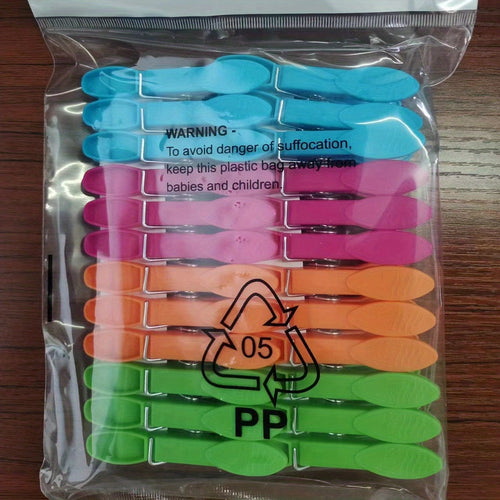 WARNING -
To avoid danger of suffocation,
keep this plastic bag away from
babies and children.
05
PP